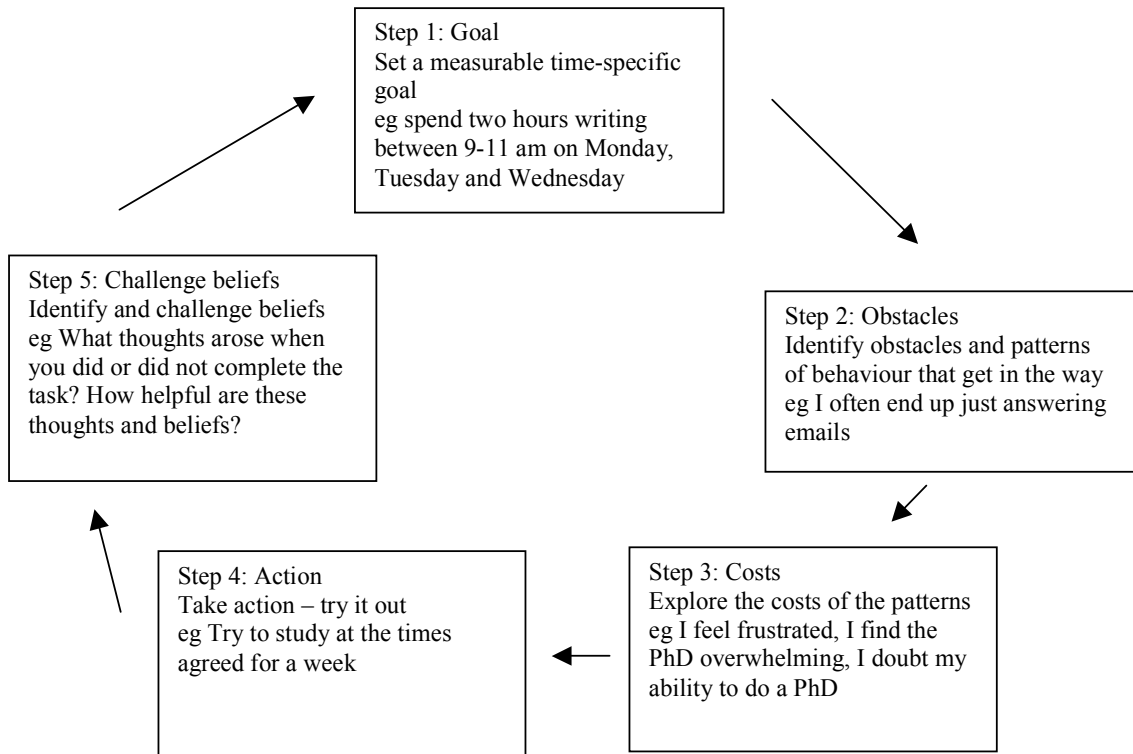 Step 1: Goal
Set a measurable time-specific
goal
eg spend two hours writing
between 9-11 am on Monday,
Tuesday and Wednesday
Step 2: Obstacles
Identify obstacles and patterns
of behaviour that get in the way
eg I often end up just answering
emails
Step 3: Costs
Explore the costs of the patterns
eg I feel frustrated, I find the
PhD overwhelming, I doubt my
ability to do a PhD
Step 4: Action
Take action – try it out
eg Try to study at the times
agreed for a week
Step 5: Challenge beliefs
Identify and challenge beliefs
eg What thoughts arose when
you did or did not complete the
task? How helpful are these
thoughts and beliefs?